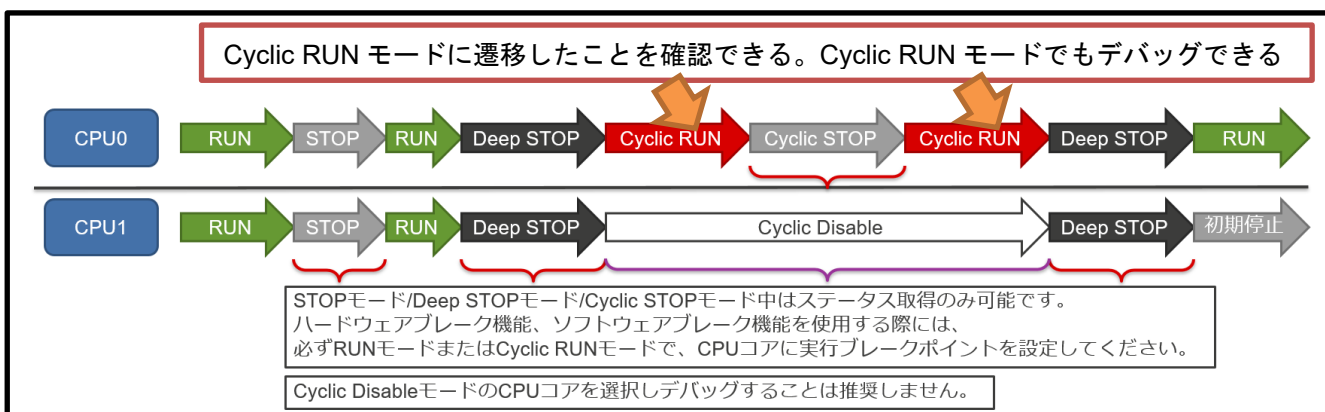 Cyclic RUN モードに遷移したことを確認できる。Cyclic RUN モードでもデバッグできる
CPU0 RUN STOP RUN Deep STOP Cyclic RUN Cyclic STOP Cyclic RUN Deep STOP RUN
CPU1 RUN STOP RUN Deep STOP Cyclic Disable Deep STOP 初期停止
STOPモード/Deep STOPモード/Cyclic STOPモード中はステータス取得のみ可能です。
ハードウェアブレーク機能、ソフトウェアブレーク機能を使用する際には、
必ずRUNモードまたはCyclic RUNモードで、CPUコアに実行ブレークポイントを設定してください。
Cyclic DisableモードのCPUコアを選択しデバッグすることは推奨しません。